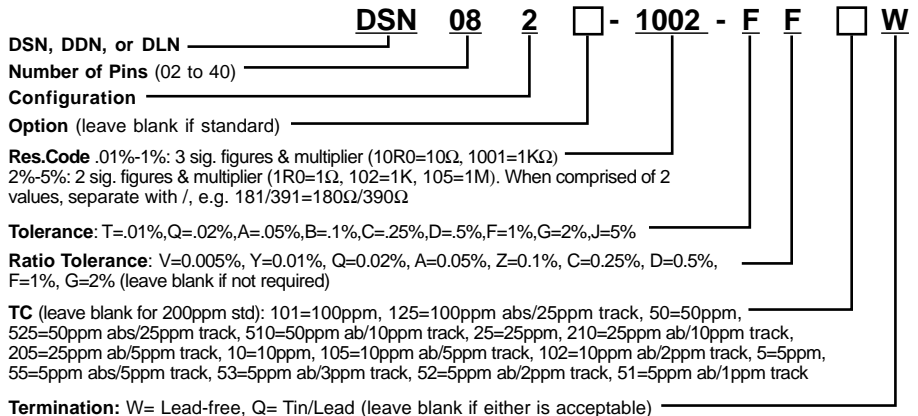 DSN 08 2 □- 1002 - F F □ W
DSN, DDN, or DLN
Number of Pins (02 to 40)
Configuration
Option (leave blank if standard)
Res.Code .01%-1%: 3 sig. figures & multiplier (10R0=10Ω, 1001=1KΩ)
2%-5%: 2 sig. figures & multiplier (1R0=1Ω, 102=1K, 105=1M). When comprised of 2
values, separate with /, e.g. 181/391=180Ω/390Ω
Tolerance: T=.01%,Q=.02%,A=.05%,B=.1%,C=.25%,D=.5%,F=1%,G=2%,J=5%
Ratio Tolerance: V=0.005%, Y=0.01%, Q=0.02%, A=0.05%, Z=0.1%, C=0.25%, D=0.5%,
F=1%, G=2% (leave blank if not required)
TC (leave blank for 200ppm std): 101=100ppm, 125=100ppm abs/25ppm track, 50=50ppm,
525=50ppm abs/25ppm track, 510=50ppm ab/10ppm track, 25=25ppm, 210=25ppm ab/10ppm track,
205=25ppm ab/5ppm track, 10=10ppm, 105=10ppm ab/5ppm track, 102=10ppm ab/2ppm track, 5=5ppm,
55=5ppm abs/5ppm track, 53=5ppm ab/3ppm track, 52=5ppm ab/2ppm track, 51=5ppm ab/1ppm track
Termination: W= Lead-free, Q= Tin/Lead (leave blank if either is acceptable)